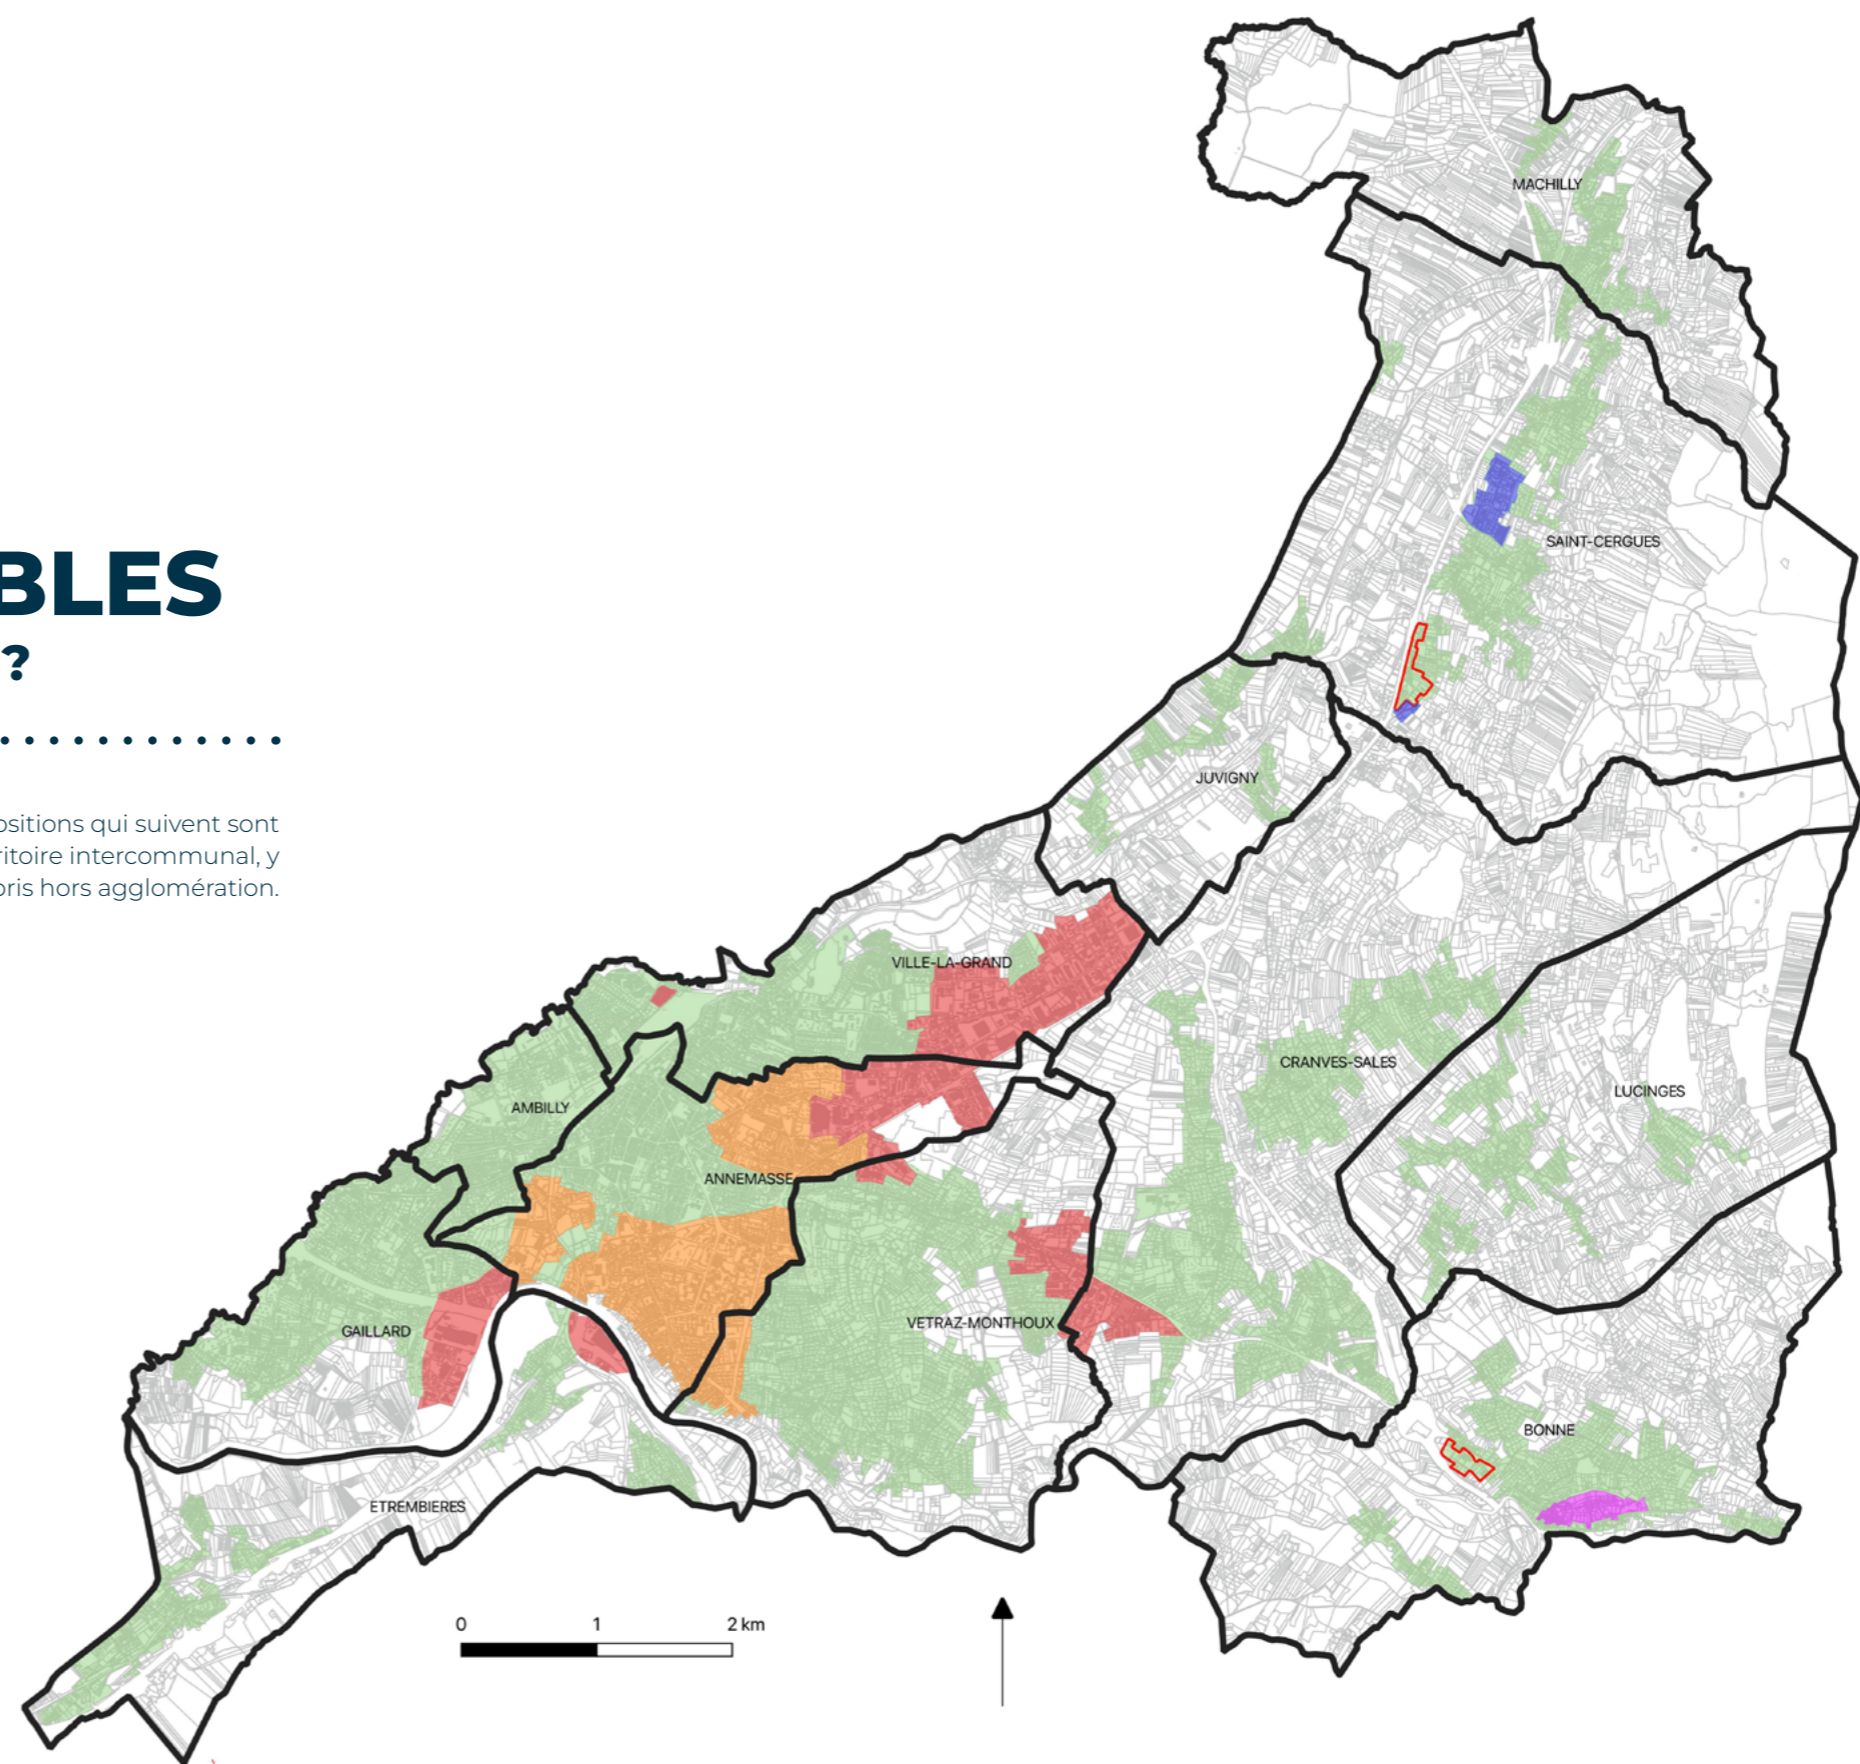 BLES
?
ositions qui suivent sont
ritoire intercommunal, y
pris hors agglomération.
MACHILLY
SAINT-CERGUES
JUVIGNY
VILLE-LA-GRAND
CRANVES-SALES
LUCINGES
AMBILLY
ANNEMASSE
GAILLARD
VETRAZ-MONTHOUX
BONNE
ETREMBIERES
0 1 2 km